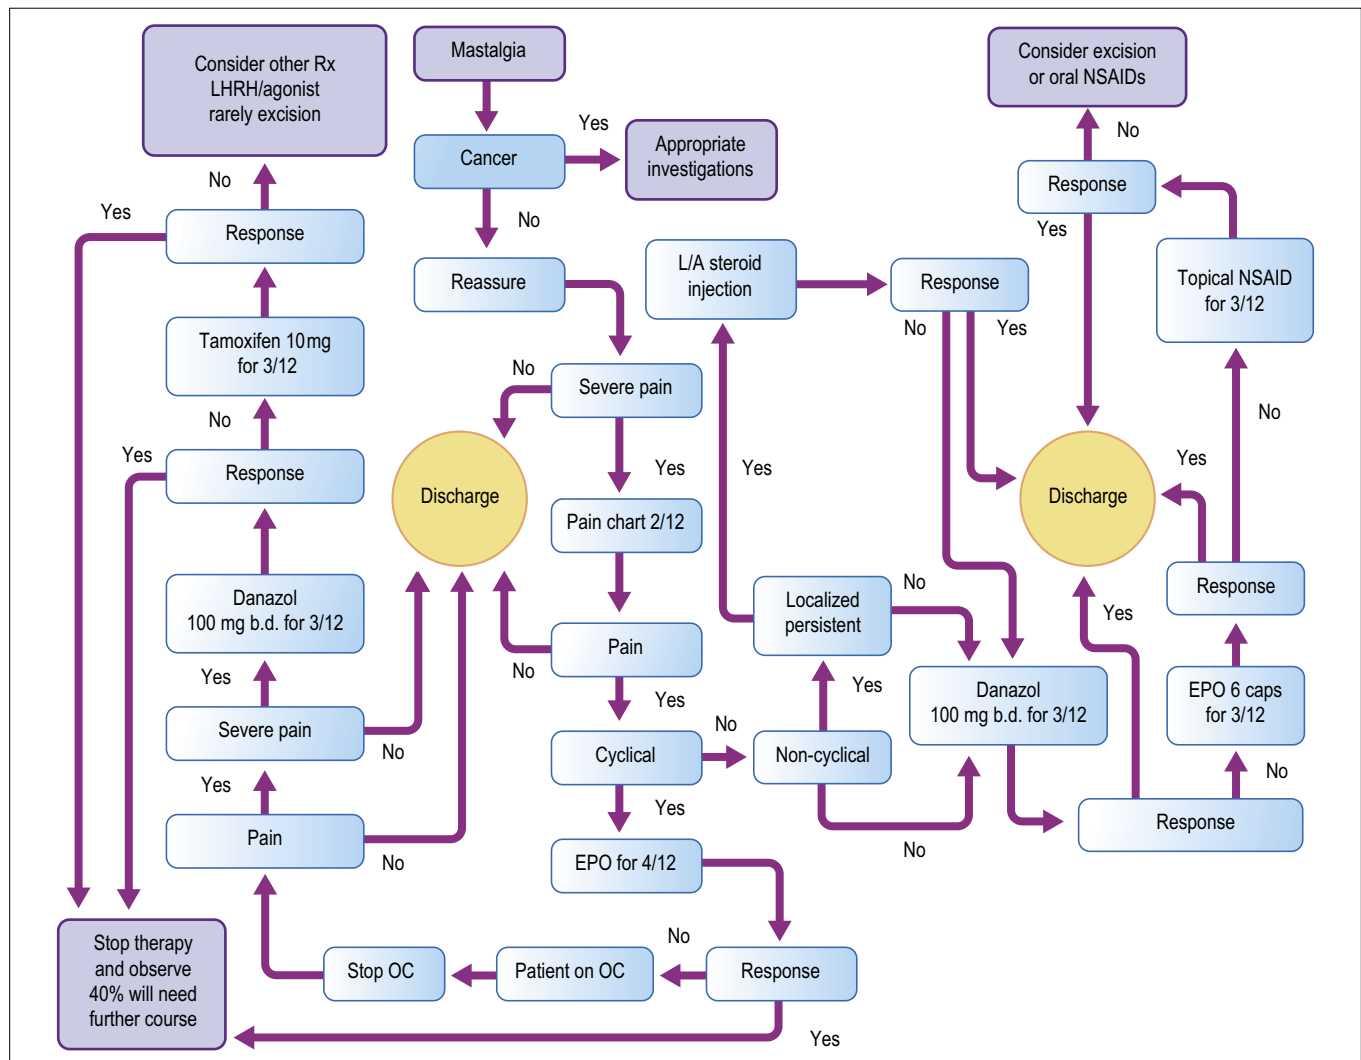 Consider other Rx
LHRH/agonist
rarely excision
Mastalgia
Consider excision
or oral NSAIDs
Yes
No
Cancer
Appropriate
investigations
No
Response
No
Yes
Response
No
Yes
Reassure
L/A steroid
injection
Response
No
Yes
Topical NSAID
for 3/12
Tamoxifen 10 mg
for 3/12
No
Severe pain
No
Yes
Response
Yes
Yes
No
Yes
Discharge
Pain chart 2/12
Discharge
Danazol
100 mg b.d. for 3/12
Localized
persistent
No
Response
Yes
Pain
No
Yes
Yes
Yes
Severe pain
No
Cyclical
No
Non-cyclical
Danazol
100 mg b.d. for 3/12
EPO 6 caps
for 3/12
No
Yes
Yes
Pain
No
No
Response
EPO for 4/12
Stop therapy
and observe
40% will need
further course
Stop OC
Patient on OC
No
Response
Yes